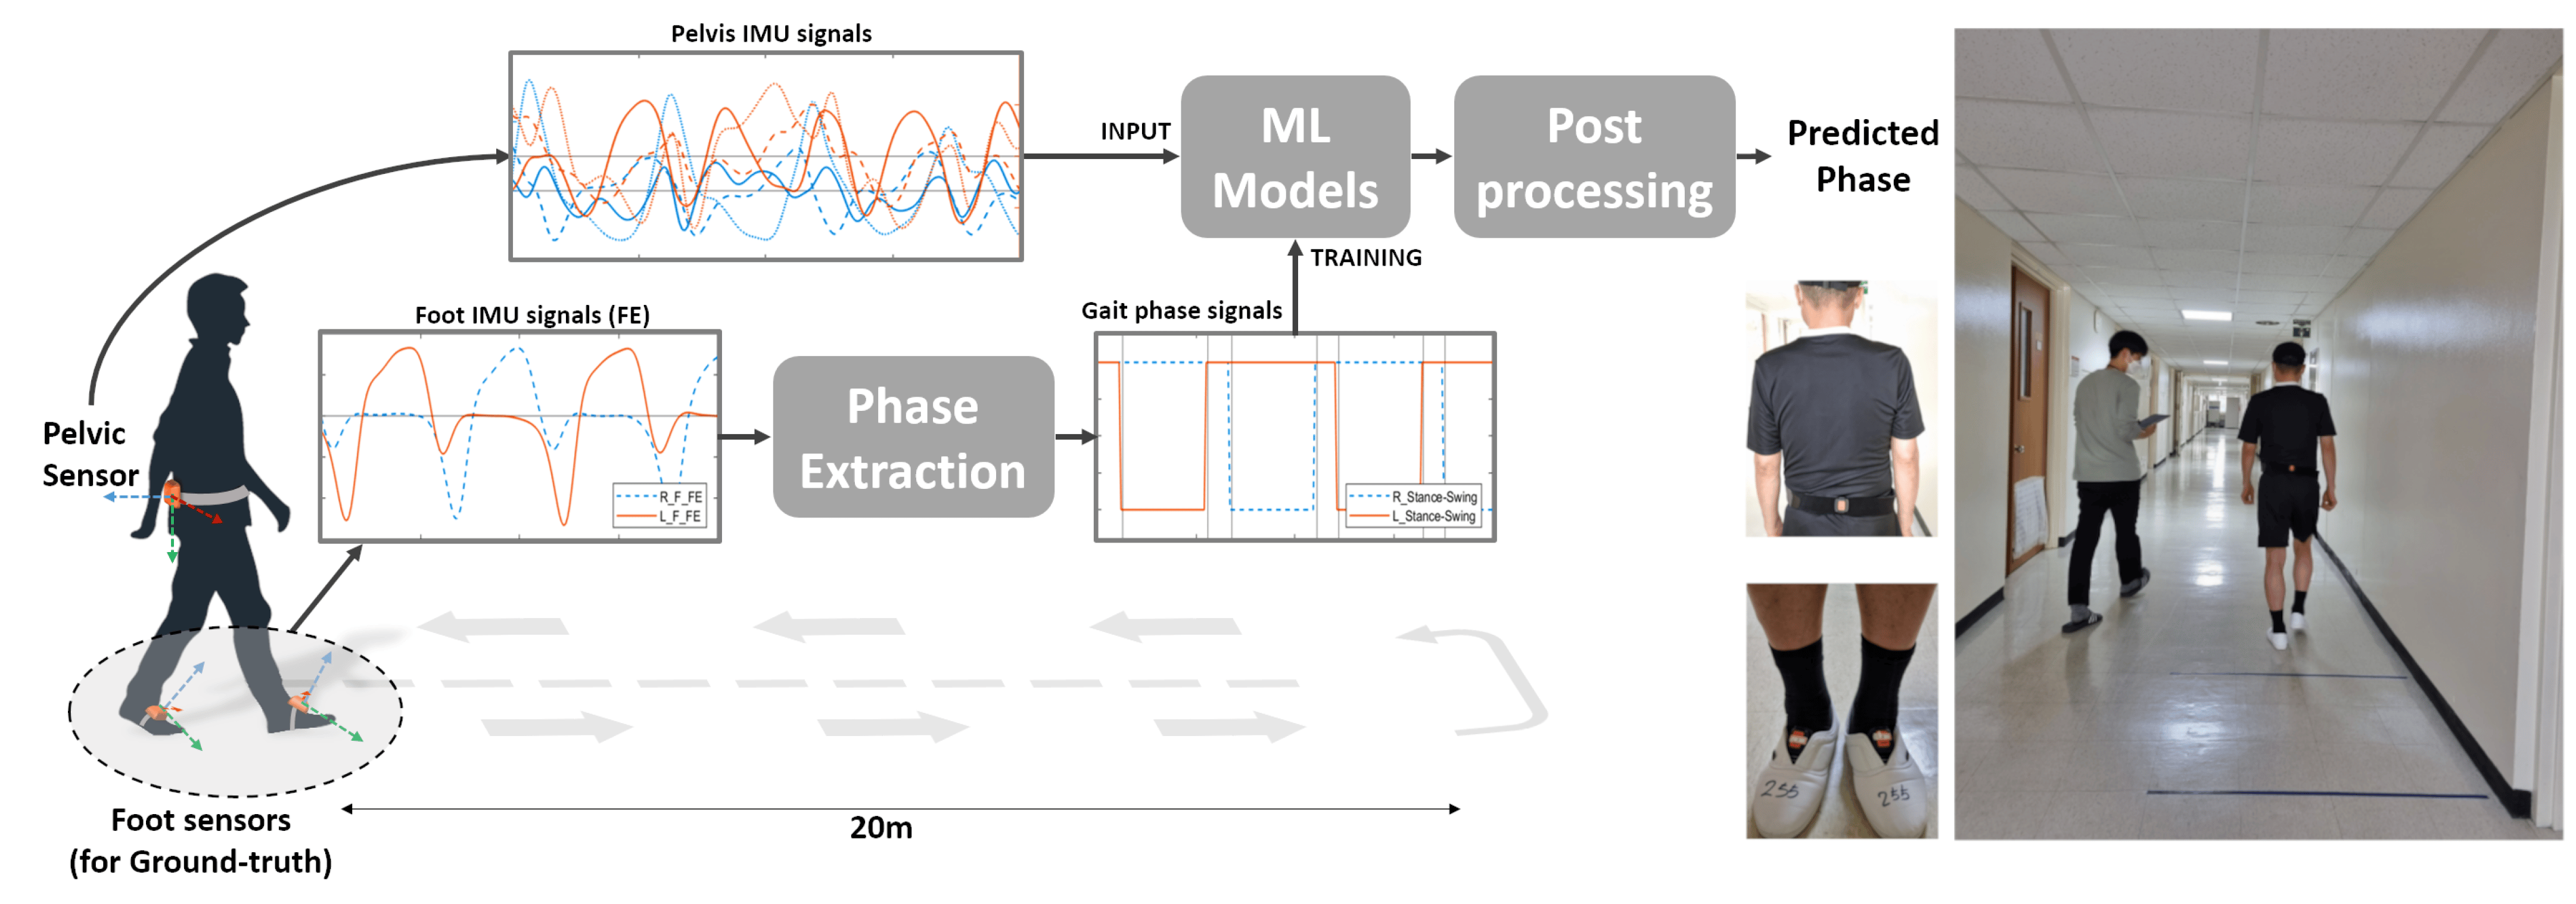 Pelvis IMU signals
INPUT
ML
Models
Post
processing
Predicted
Phase
TRAINING
Foot IMU signals (FE)
R_F_FE
L_F_FE
Phase
Extraction
Gait phase signals
R_Stance-Swing
L_Stance-Swing
Pelvic
Sensor
Foot sensors
(for Ground-truth)
20m
255
255